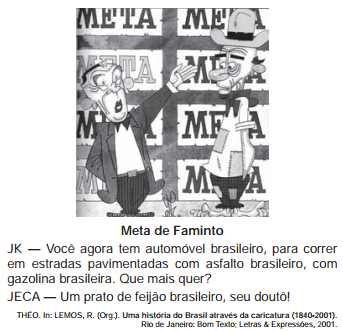 META META
META ME
Meta de Faminto
JK — Você agora tem automóvel brasileiro, para correr
em estradas pavimentadas com asfalto brasileiro, com
gazolina brasileira. Que mais quer?
JECA — Um prato de feijão brasileiro, seu doutô!
THÉO. In: LEMOS, R. (Org.). Uma história do Brasil através da caricatura (1840-2001).
Rio de Janeiro: Bom Texto; Letras & Expressões, 2001.